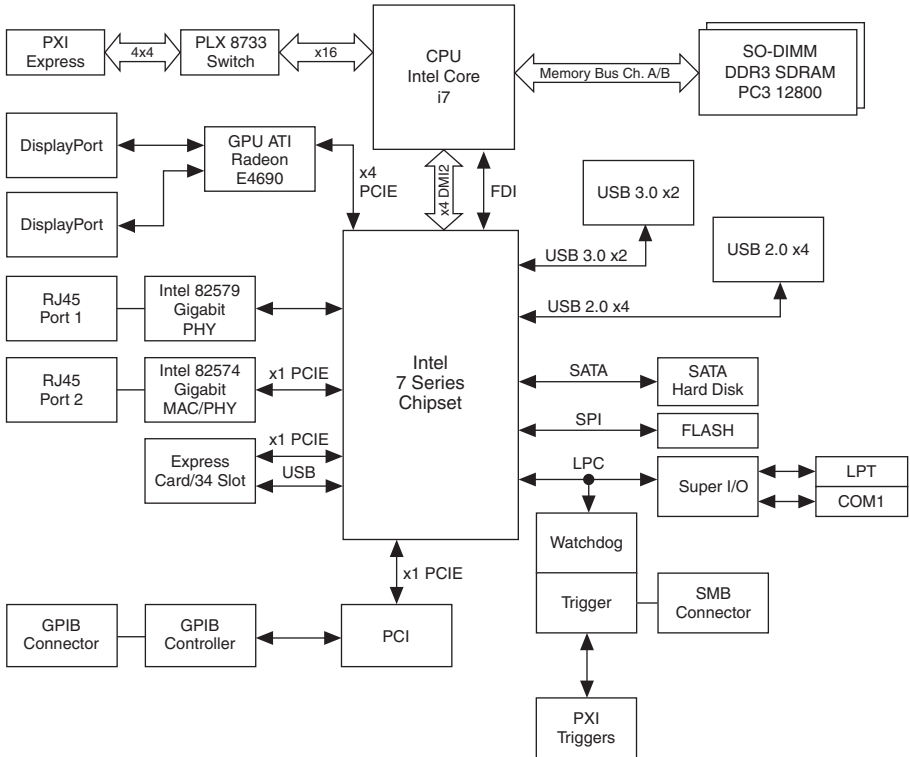 PXI
Express
4x4
PLX 8733
Switch
x16
CPU
Intel Core
i7
Memory Bus Ch. A/B
SO-DIMM
DDR3 SDRAM
PC3 12800
DisplayPort
DisplayPort
GPU ATI
Radeon
E4690
x4
PCIE
x4 DMI2
FDI
USB 3.0 x2
USB 2.0 x4
USB 3.0 x2
USB 2.0 x4
RJ45
Port 1
Intel 82579
Gigabit
PHY
RJ45
Port 2
Intel 82574
Gigabit
MAC/PHY
x1 PCIE
Express
Card/34 Slot
x1 PCIE
USB
Intel
7 Series
Chipset
SATA
SATA
Hard Disk
SPI
FLASH
LPC
Super I/O
LPT
COM1
Watchdog
Trigger
SMB
Connector
PXI
Triggers
x1 PCIE
GPIB
Connector
GPIB
Controller
PCI